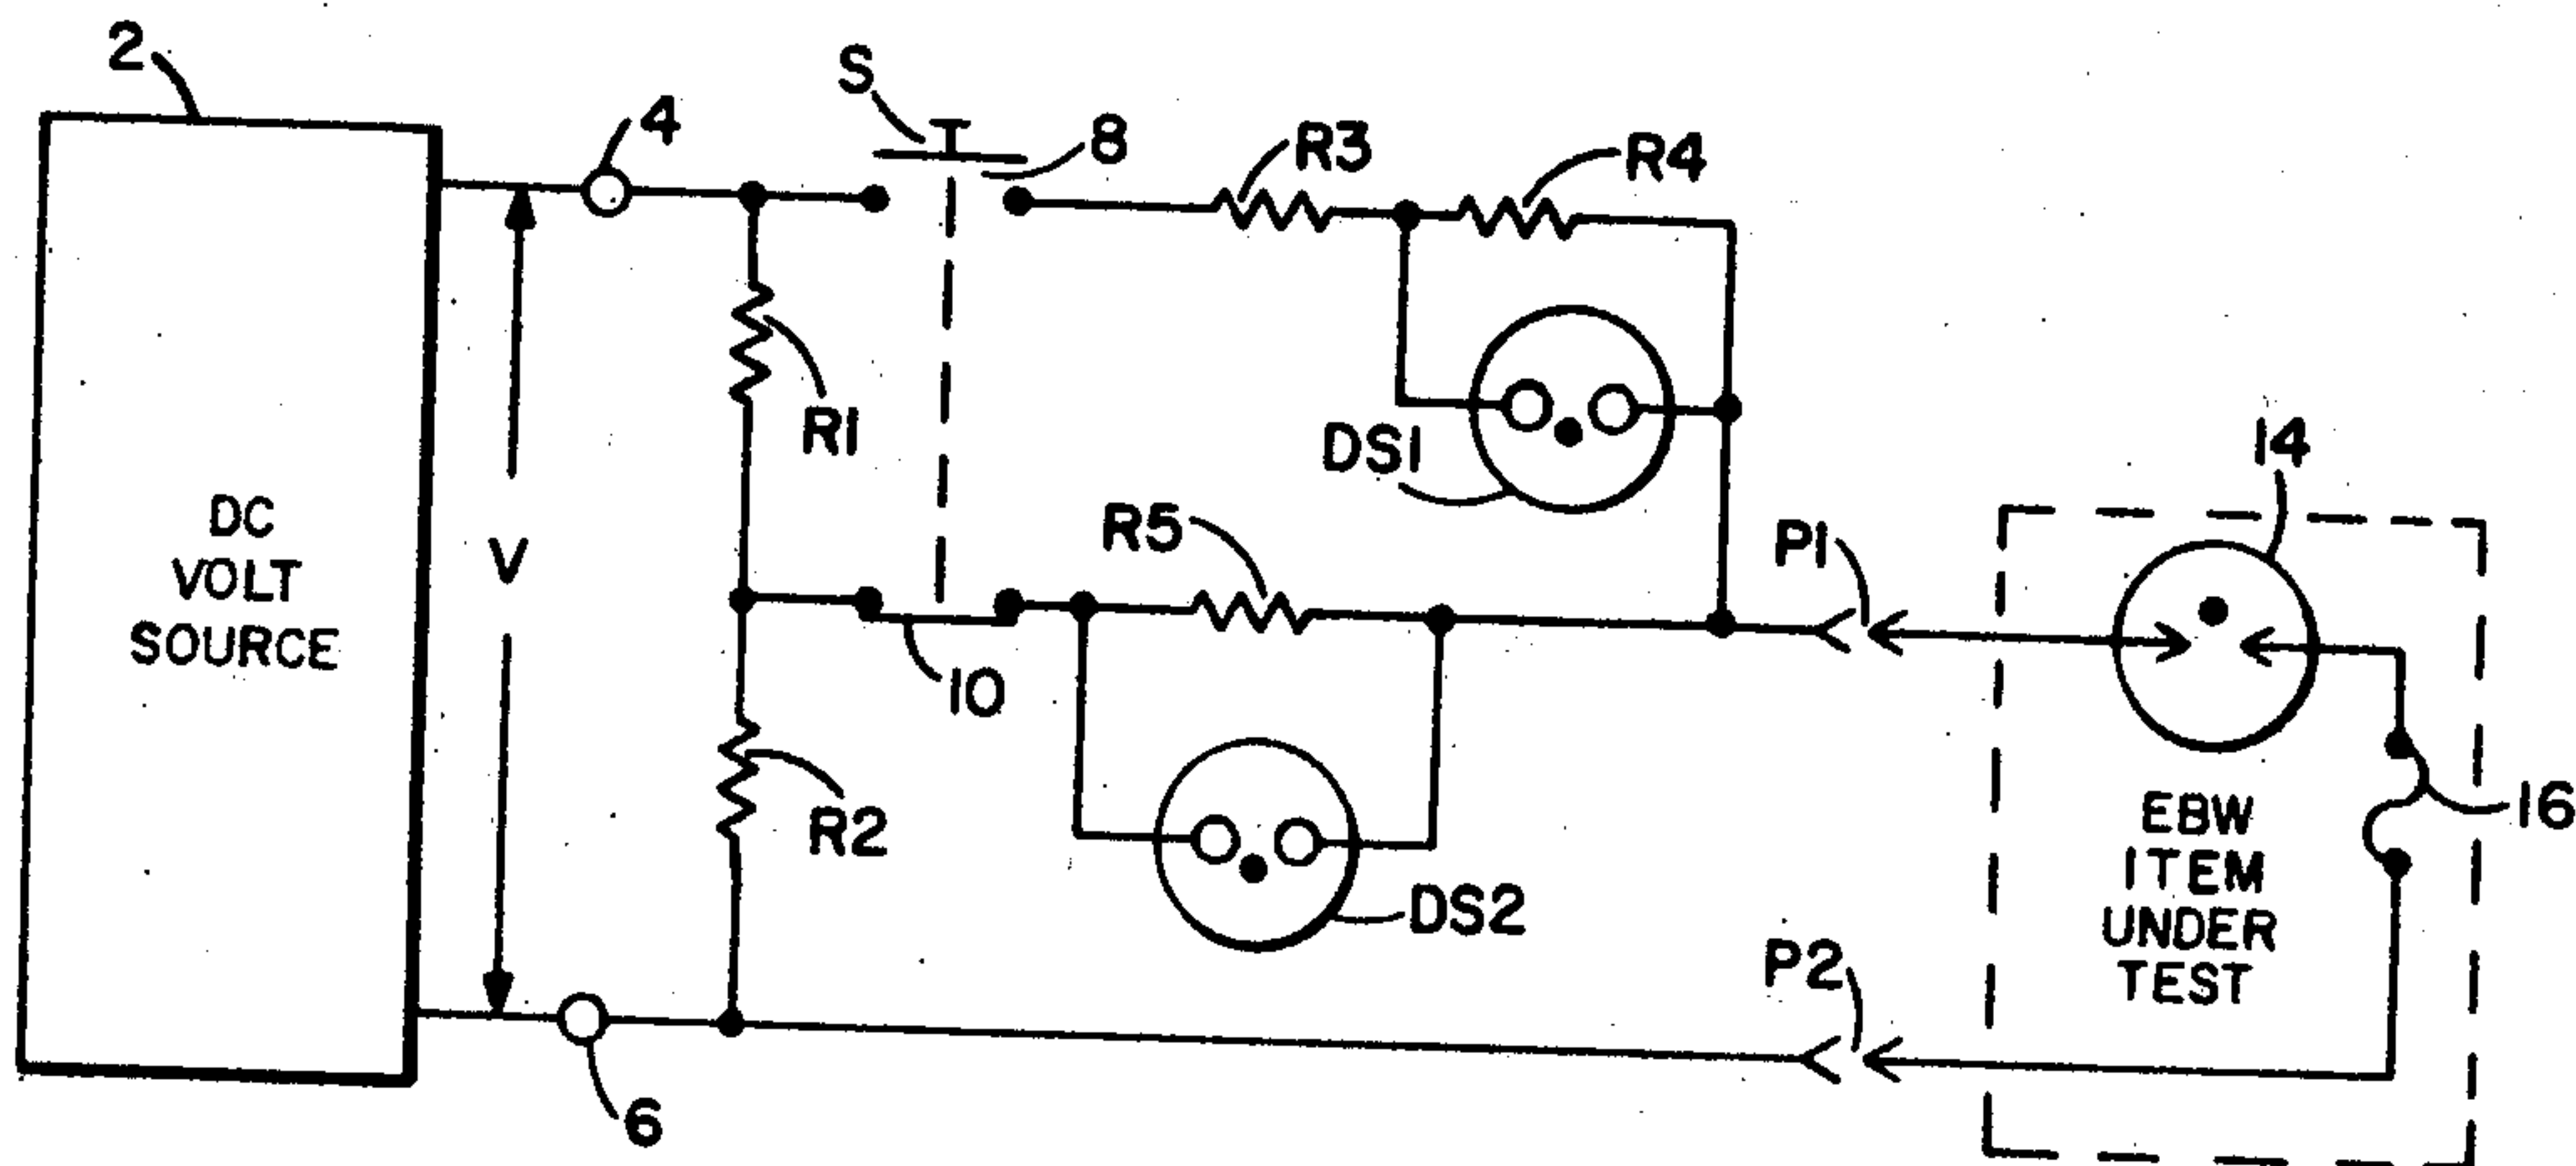 2
4
S
8
R3
R4
R1
DC
VOLT
SOURCE
V
DS1
R5
P1
14
10
R2
DS2
EBW
ITEM
UNDER
TEST
16
P2
6